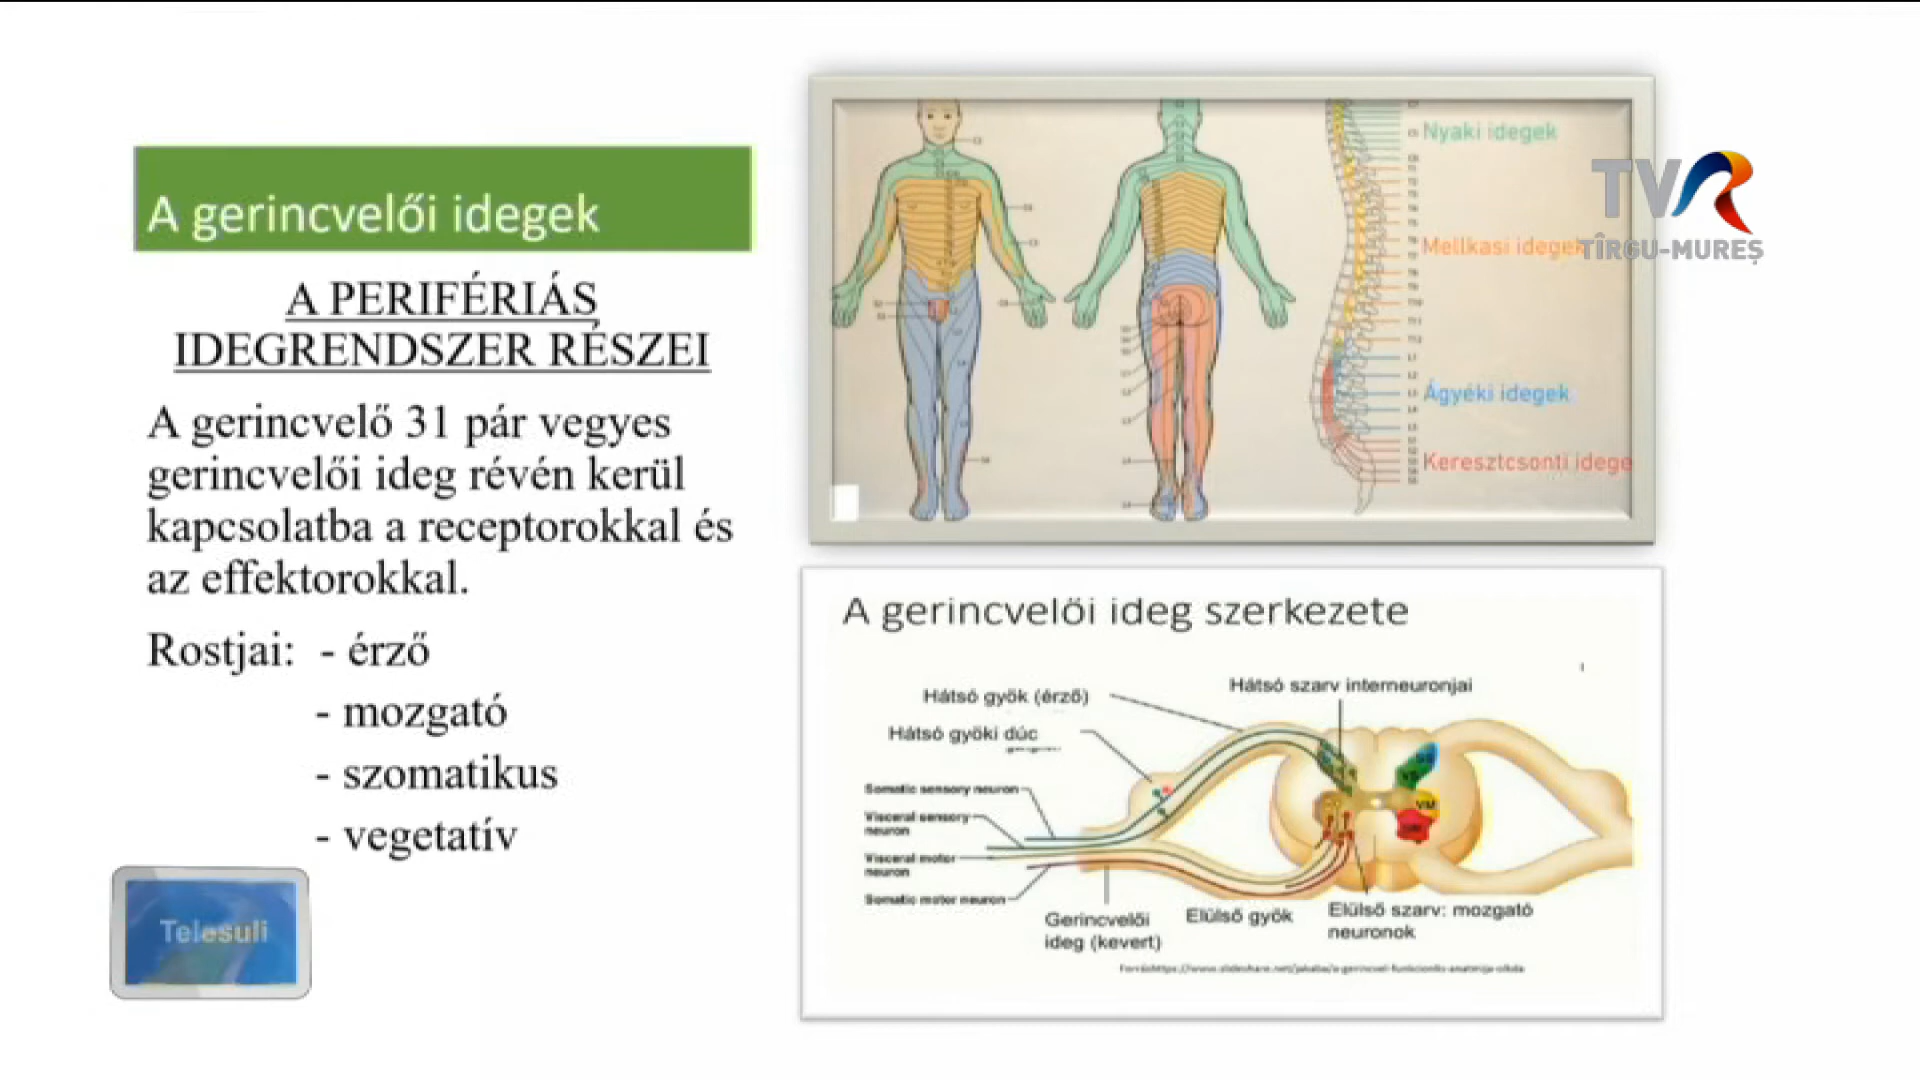 A gerincvelői idegek
A PERIFÉRIÁS
IDEGRENDSZER RÉSZEI
A gerincvelő 31 pár vegyes
gerincvelői ideg révén kerül
kapcsolatba a receptorokkal és
az effektorokkal.
Rostjai: - érző
- mozgató
- szomatikus
- vegetatív
Telesuli
Nyaki idegek
Mellkasi idegek
Ágyéki idegek
Keresztcsonti idege
TVR
TÎRGU-MUREȘ
A gerincvelői ideg szerkezete
Hátsó gyök (érző)
Hátsó szarv interneuronjai
Hátsó gyöki dúc
Somatic sensory neuron
Visceral sensory
neuron
Visceral motor
neuron
Somatic motor neuron
Gerincvelői
ideg (kevert)
Elülső gyök
Elülső szarv: mozgató
neuronok